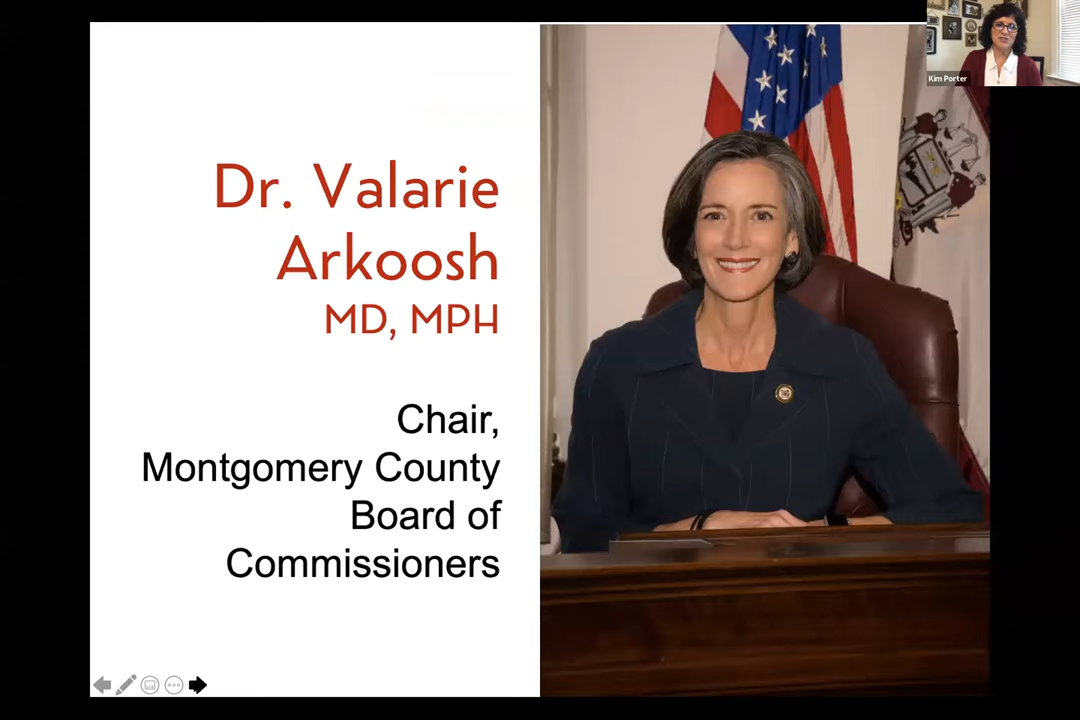 Kim Porter
Dr. Valarie
Arkoosh
MD, MPH
Chair,
Montgomery County
Board of
Commissioners